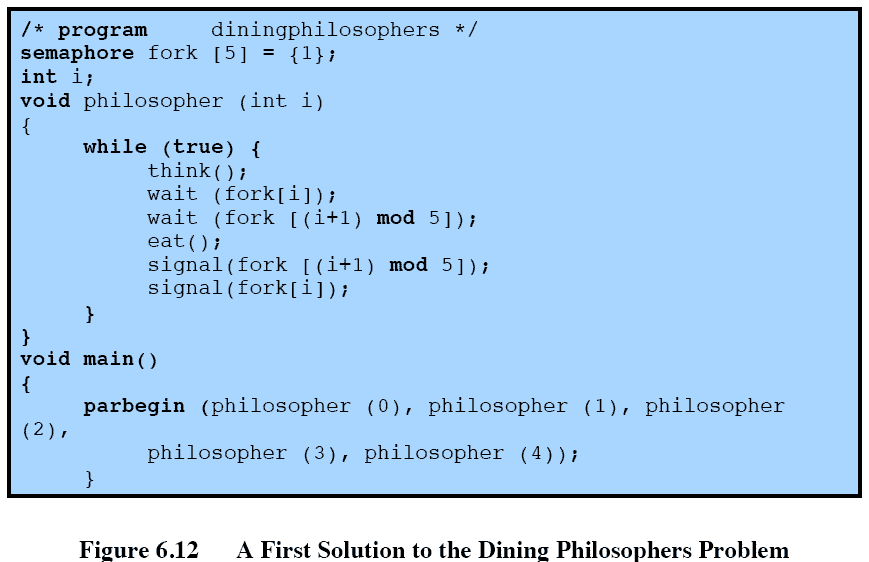 /* program diningphilosophers */
semaphore fork [5] = {1};
int i;
void philosopher (int i)
{
while (true) {
think();
wait (fork[i]);
wait (fork [(i+1) mod 5]);
eat();
signal(fork [(i+1) mod 5]);
signal(fork[i]);
}
}
void main()
{
parbegin (philosopher (0), philosopher (1), philosopher
(2),
philosopher (3), philosopher (4));
}
Figure 6.12 A First Solution to the Dining Philosophers Problem